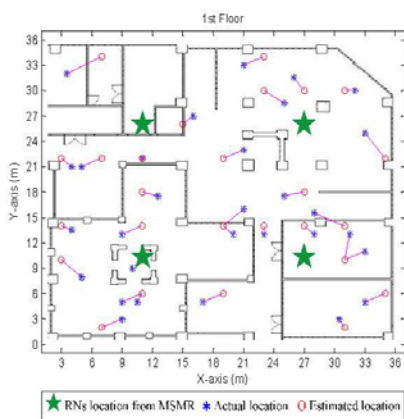 1st Floor
36
33
30
27
24
21
18
15
12
9
6
3
0
Y-axis (m)
0 3 6 9 12 15 18 21 24 27 30 33 36
X-axis (m)
RNs location from MSMR Actual location Estimated location